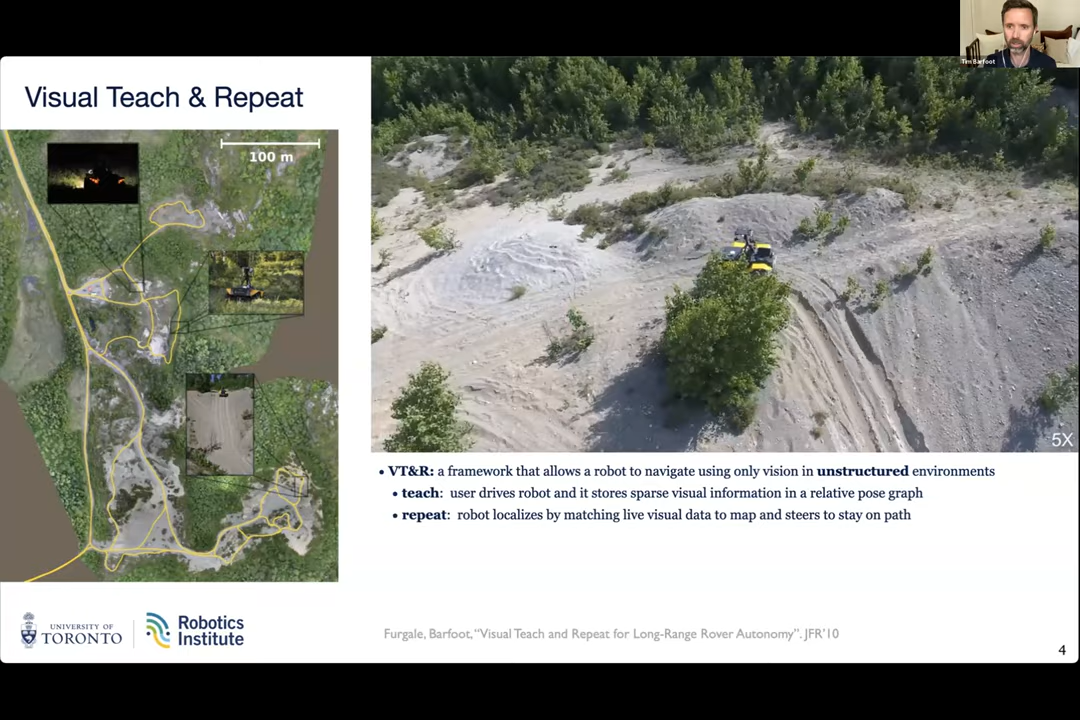 Tim Barfoot
Visual Teach & Repeat
100 m
5X
• VT&R: a framework that allows a robot to navigate using only vision in unstructured environments
• teach: user drives robot and it stores sparse visual information in a relative pose graph
• repeat: robot localizes by matching live visual data to map and steers to stay on path
UNIVERSITY OF
TORONTO
Robotics
Institute
Furgale, Barfoot, “Visual Teach and Repeat for Long-Range Rover Autonomy”. JFR'10
4